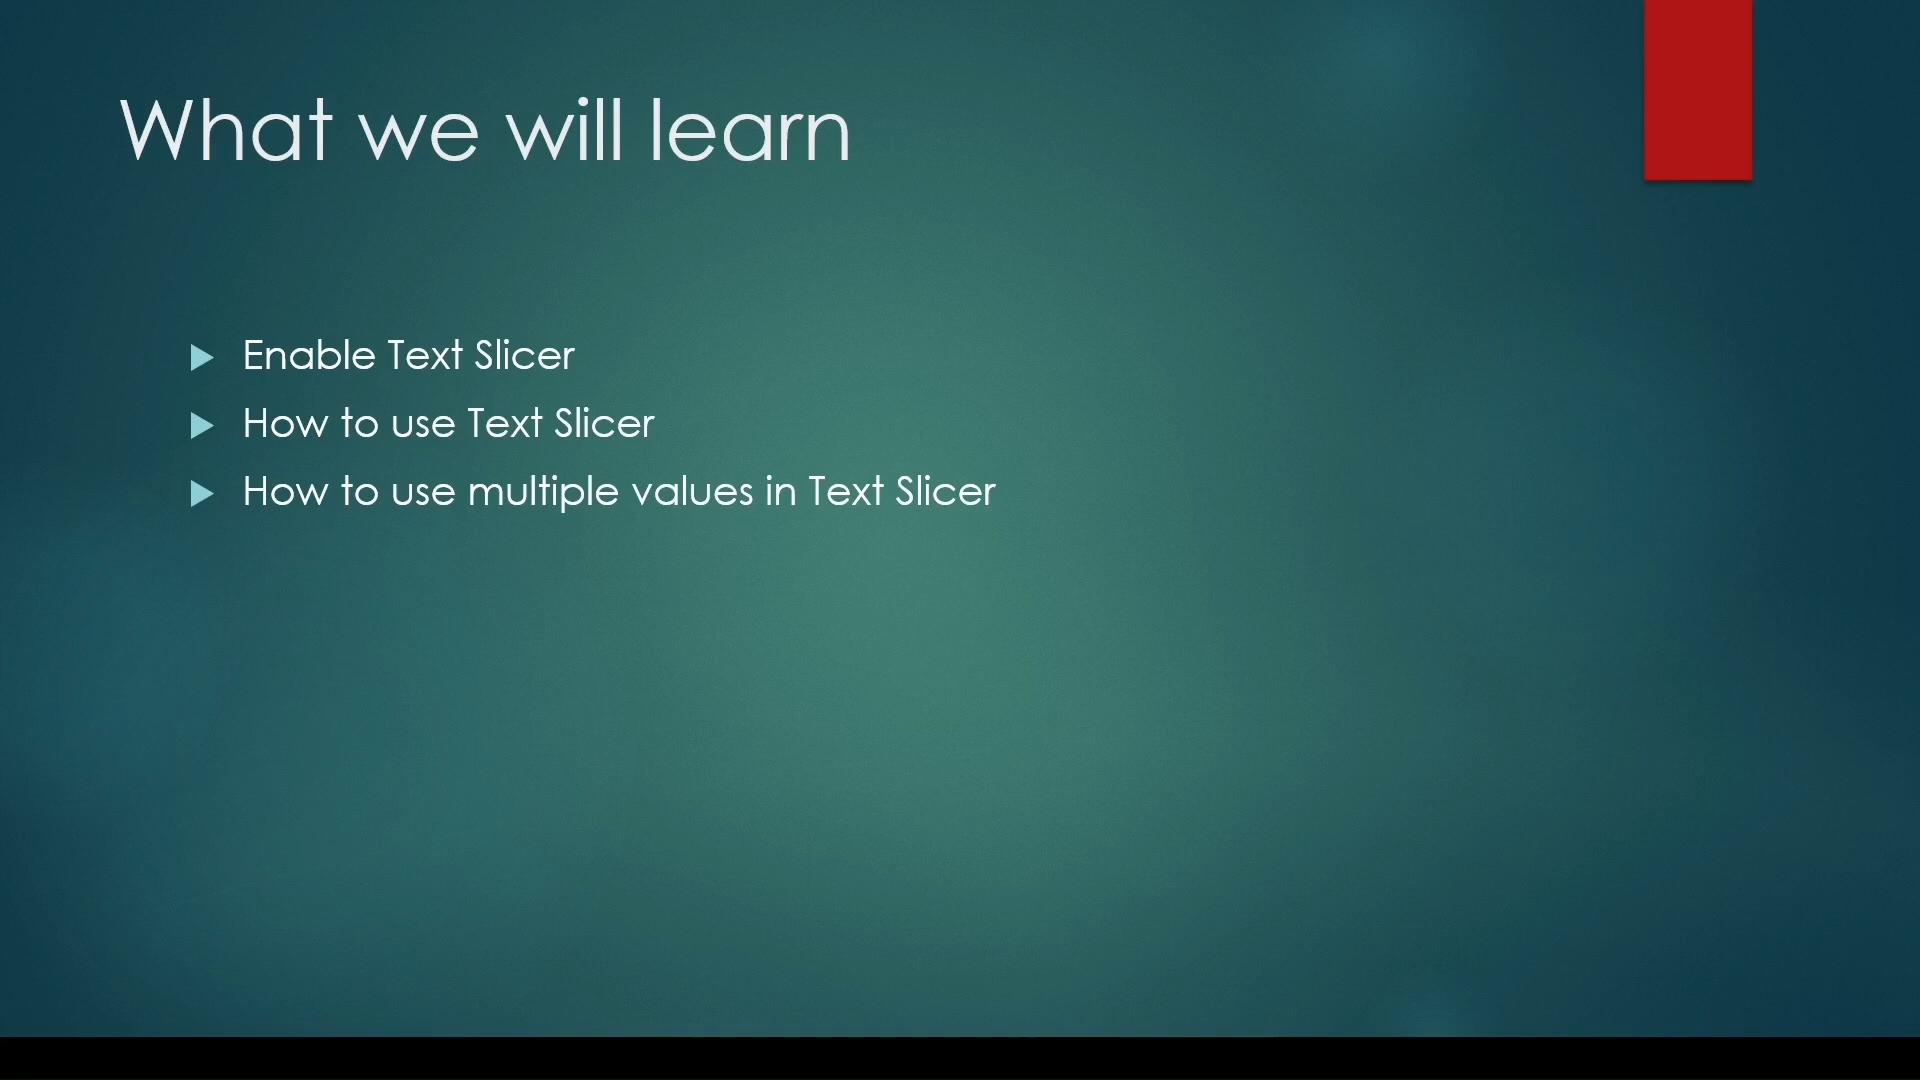 What we will learn
Enable Text Slicer
How to use Text Slicer
How to use multiple values in Text Slicer